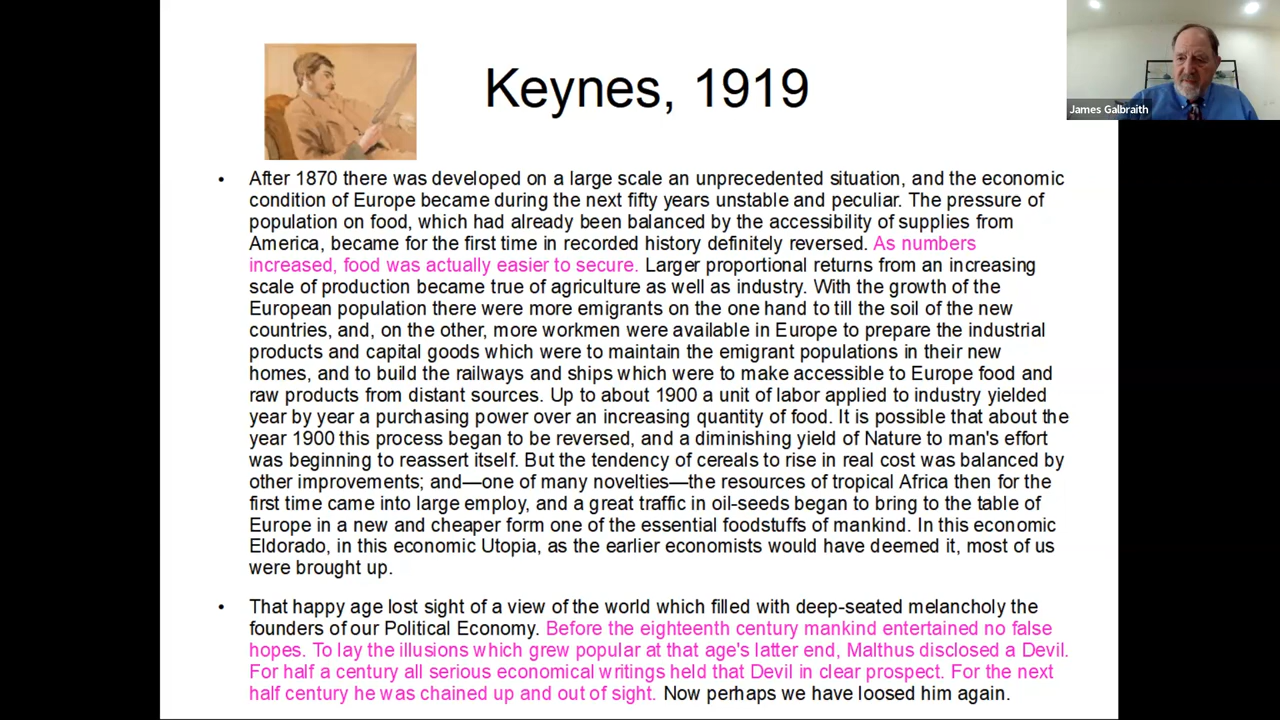 Keynes, 1919
James Galbraith
• After 1870 there was developed on a large scale an unprecedented situation, and the economic
condition of Europe became during the next fifty years unstable and peculiar. The pressure of
population on food, which had already been balanced by the accessibility of supplies from
America, became for the first time in recorded history definitely reversed. As numbers
increased, food was actually easier to secure. Larger proportional returns from an increasing
scale of production became true of agriculture as well as industry. With the growth of the
European population there were more emigrants on the one hand to till the soil of the new
countries, and, on the other, more workmen were available in Europe to prepare the industrial
products and capital goods which were to maintain the emigrant populations in their new
homes, and to build the railways and ships which were to make accessible to Europe food and
raw products from distant sources. Up to about 1900 a unit of labor applied to industry yielded
year by year a purchasing power over an increasing quantity of food. It is possible that about the
year 1900 this process began to be reversed, and a diminishing yield of Nature to man's effort
was beginning to reassert itself. But the tendency of cereals to rise in real cost was balanced by
other improvements; and—one of many novelties—the resources of tropical Africa then for the
first time came into large employ, and a great traffic in oil-seeds began to bring to the table of
Europe in a new and cheaper form one of the essential foodstuffs of mankind. In this economic
Eldorado, in this economic Utopia, as the earlier economists would have deemed it, most of us
were brought up.
• That happy age lost sight of a view of the world which filled with deep-seated melancholy the
founders of our Political Economy. Before the eighteenth century mankind entertained no false
hopes. To lay the illusions which grew popular at that age's latter end, Malthus disclosed a Devil.
For half a century all serious economical writings held that Devil in clear prospect. For the next
half century he was chained up and out of sight. Now perhaps we have loosed him again.